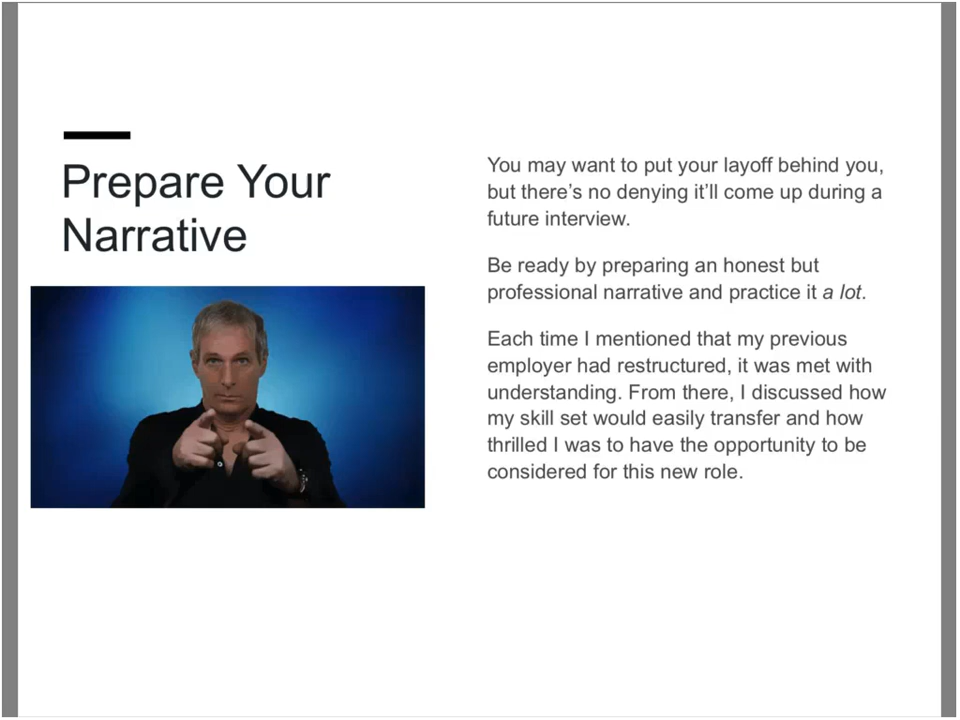 Prepare Your
Narrative
You may want to put your layoff behind you,
but there’s no denying it’ll come up during a
future interview.
Be ready by preparing an honest but
professional narrative and practice it a lot.
Each time I mentioned that my previous
employer had restructured, it was met with
understanding. From there, I discussed how
my skill set would easily transfer and how
thrilled I was to have the opportunity to be
considered for this new role.